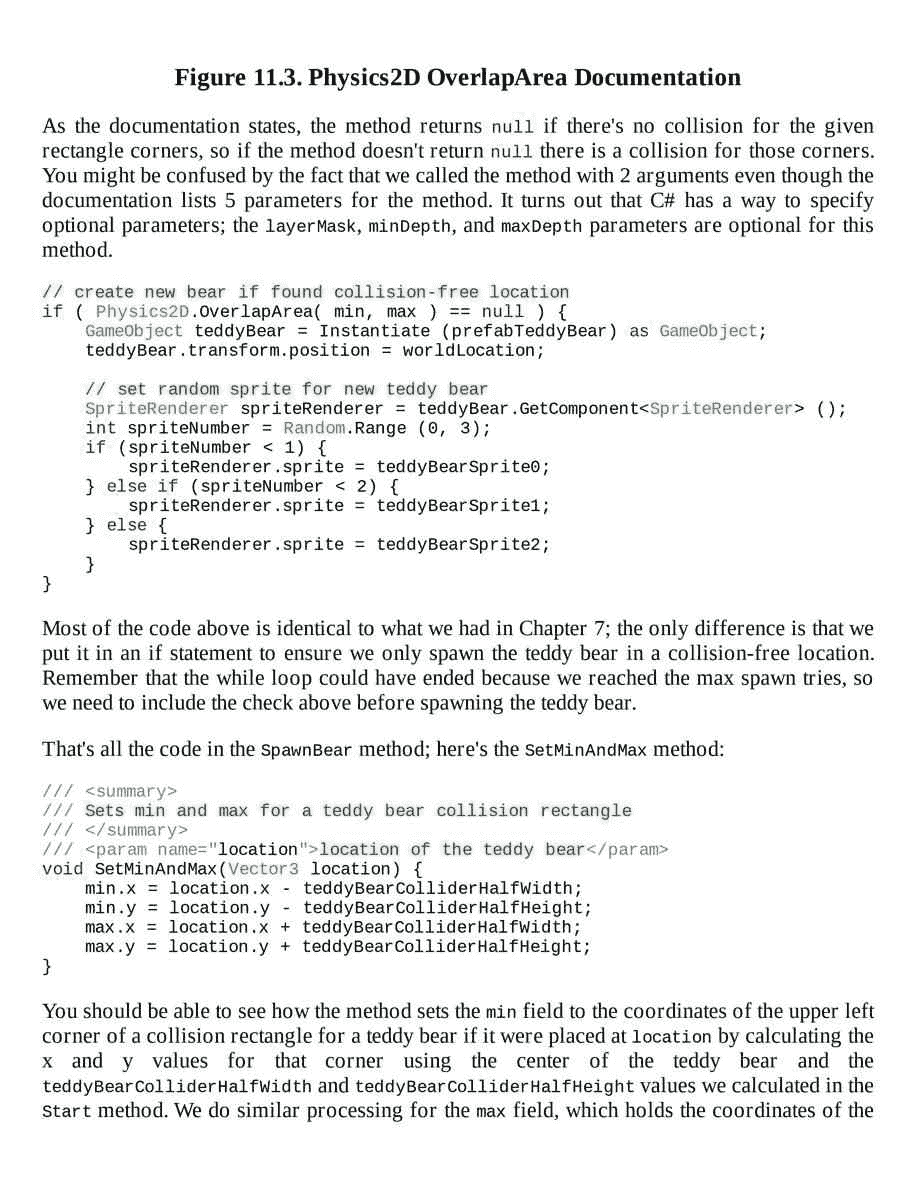 Figure 11.3. Physics2D OverlapArea Documentation
As the documentation states, the method returns null if there's no collision for the given
rectangle corners, so if the method doesn't return null there is a collision for those corners.
You might be confused by the fact that we called the method with 2 arguments even though the
documentation lists 5 parameters for the method. It turns out that C# has a way to specify
optional parameters; the layerMask, minDepth, and maxDepth parameters are optional for this
method.
// create new bear if found collision-free location
if ( Physics2D.OverlapArea( min, max ) == null ) {
    GameObject teddyBear = Instantiate (prefabTeddyBear) as GameObject;
    teddyBear.transform.position = worldLocation;
    // set random sprite for new teddy bear
    SpriteRenderer spriteRenderer = teddyBear.GetComponent<SpriteRenderer> ();
    int spriteNumber = Random.Range (0, 3);
    if (spriteNumber < 1) {
        spriteRenderer.sprite = teddyBearSprite0;
    } else if (spriteNumber < 2) {
        spriteRenderer.sprite = teddyBearSprite1;
    } else {
        spriteRenderer.sprite = teddyBearSprite2;
    }
}
Most of the code above is identical to what we had in Chapter 7; the only difference is that we
put it in an if statement to ensure we only spawn the teddy bear in a collision-free location.
Remember that the while loop could have ended because we reached the max spawn tries, so
we need to include the check above before spawning the teddy bear.
That's all the code in the SpawnBear method; here's the SetMinAndMax method:
/// <summary>
/// Sets min and max for a teddy bear collision rectangle
/// </summary>
/// <param name="location">location of the teddy bear</param>
void SetMinAndMax(Vector3 location) {
    min.x = location.x - teddyBearColliderHalfWidth;
    min.y = location.y - teddyBearColliderHalfHeight;
    max.x = location.x + teddyBearColliderHalfWidth;
    max.y = location.y + teddyBearColliderHalfHeight;
}
You should be able to see how the method sets the min field to the coordinates of the upper left
corner of a collision rectangle for a teddy bear if it were placed at location by calculating the
x and y values for that corner using the center of the teddy bear and the
teddyBearColliderHalfWidth and teddyBearColliderHalfHeight values we calculated in the
Start method. We do similar processing for the max field, which holds the coordinates of the